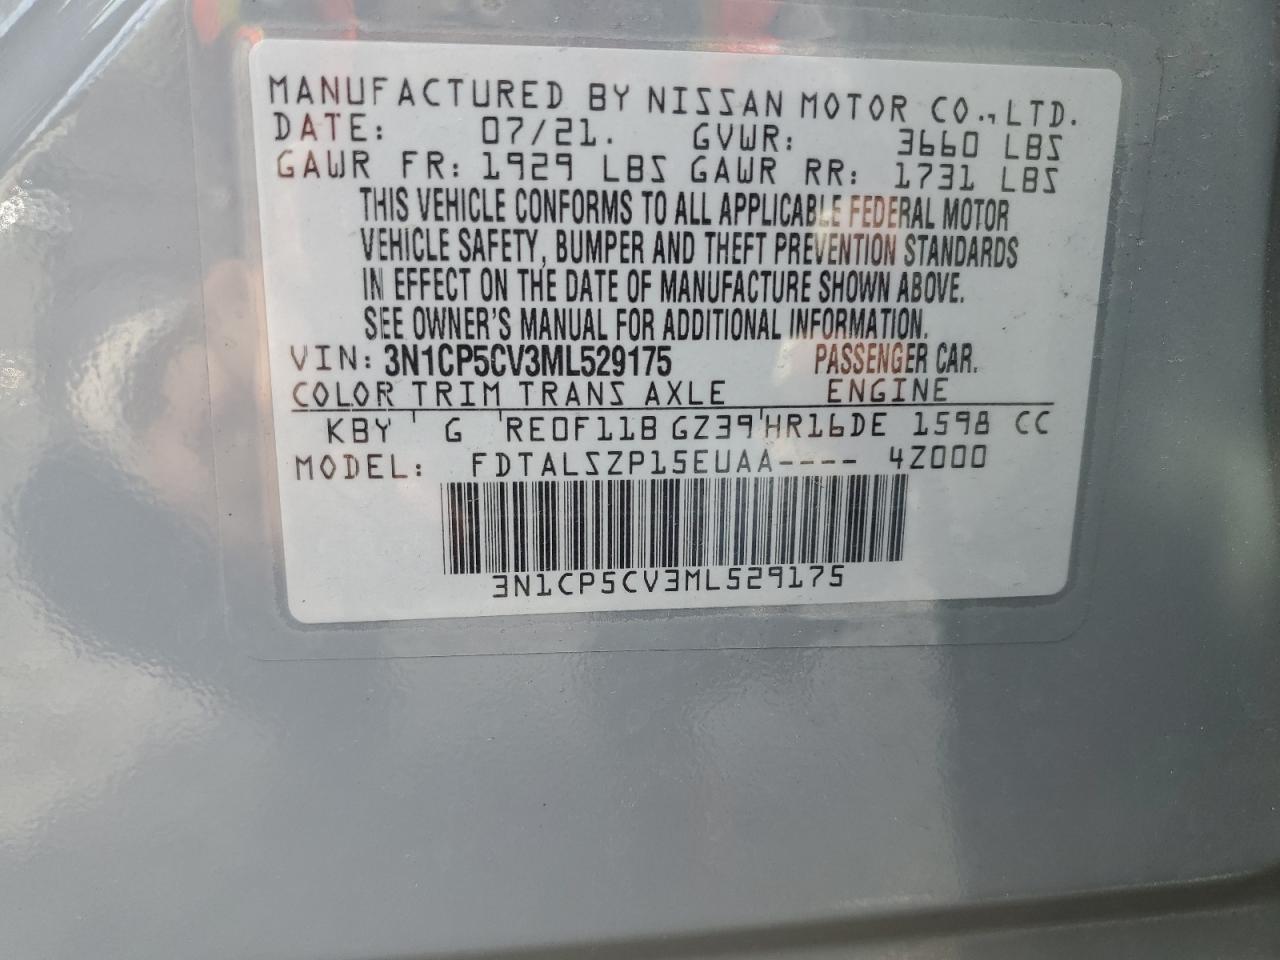 MANUFACTURED BY NISSAN MOTOR CO.,LTD.
DATE: 07/21. GVWR: 3660 LBS
GAWR FR: 1929 LBS GAWR RR: 1731 LBS
THIS VEHICLE CONFORMS TO ALL APPLICABLE FEDERAL MOTOR
VEHICLE SAFETY, BUMPER AND THEFT PREVENTION STANDARDS
IN EFFECT ON THE DATE OF MANUFACTURE SHOWN ABOVE.
SEE OWNER'S MANUAL FOR ADDITIONAL INFORMATION.
VIN: 3N1CP5CV3ML529175 PASSENGER CAR.
COLOR TRIM TRANS AXLE ENGINE
KBY G RE0F11B GZ39 HR16DE 1598 CC
MODEL: FDTALSZP15EUAA---- 4Z000
3N1CP5CV3ML529175